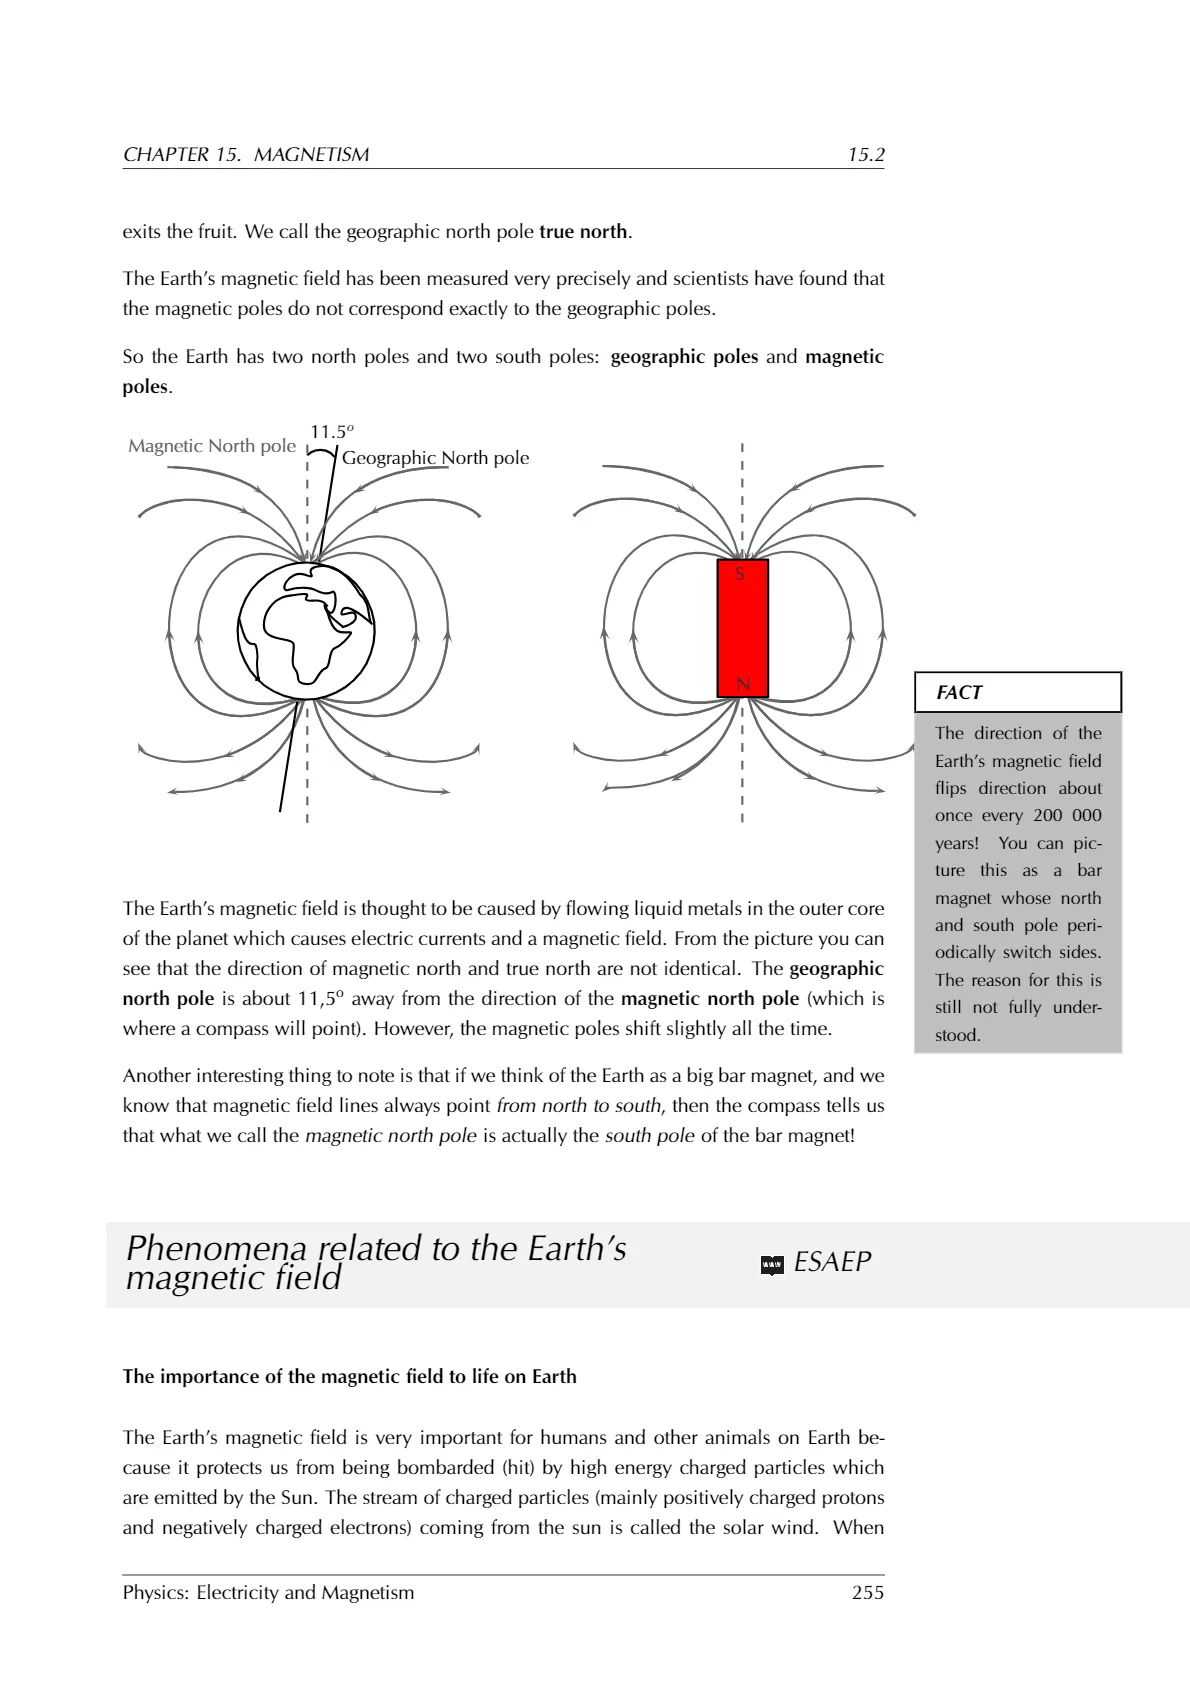 CHAPTER 15. MAGNETISM 15.2
exits the fruit. We call the geographic north pole true north.
The Earth's magnetic field has been measured very precisely and scientists have found that
the magnetic poles do not correspond exactly to the geographic poles.
So the Earth has two north poles and two south poles: geographic poles and magnetic
poles.
11.5º
Magnetic North pole
Geographic North pole
S
N
FACT
The direction of the
Earth's magnetic field
flips direction about
once every 200 000
years! You can pic-
ture this as a bar
magnet whose north
and south pole peri-
odically switch sides.
The reason for this is
still not fully under-
stood.
The Earth's magnetic field is thought to be caused by flowing liquid metals in the outer core
of the planet which causes electric currents and a magnetic field. From the picture you can
see that the direction of magnetic north and true north are not identical. The geographic
north pole is about 11,5º away from the direction of the magnetic north pole (which is
where a compass will point). However, the magnetic poles shift slightly all the time.
Another interesting thing to note is that if we think of the Earth as a big bar magnet, and we
know that magnetic field lines always point from north to south, then the compass tells us
that what we call the magnetic north pole is actually the south pole of the bar magnet!
Phenomena related to the Earth's
magnetic field
www ESAEP
The importance of the magnetic field to life on Earth
The Earth's magnetic field is very important for humans and other animals on Earth be-
cause it protects us from being bombarded (hit) by high energy charged particles which
are emitted by the Sun. The stream of charged particles (mainly positively charged protons
and negatively charged electrons) coming from the sun is called the solar wind. When
Physics: Electricity and Magnetism 255